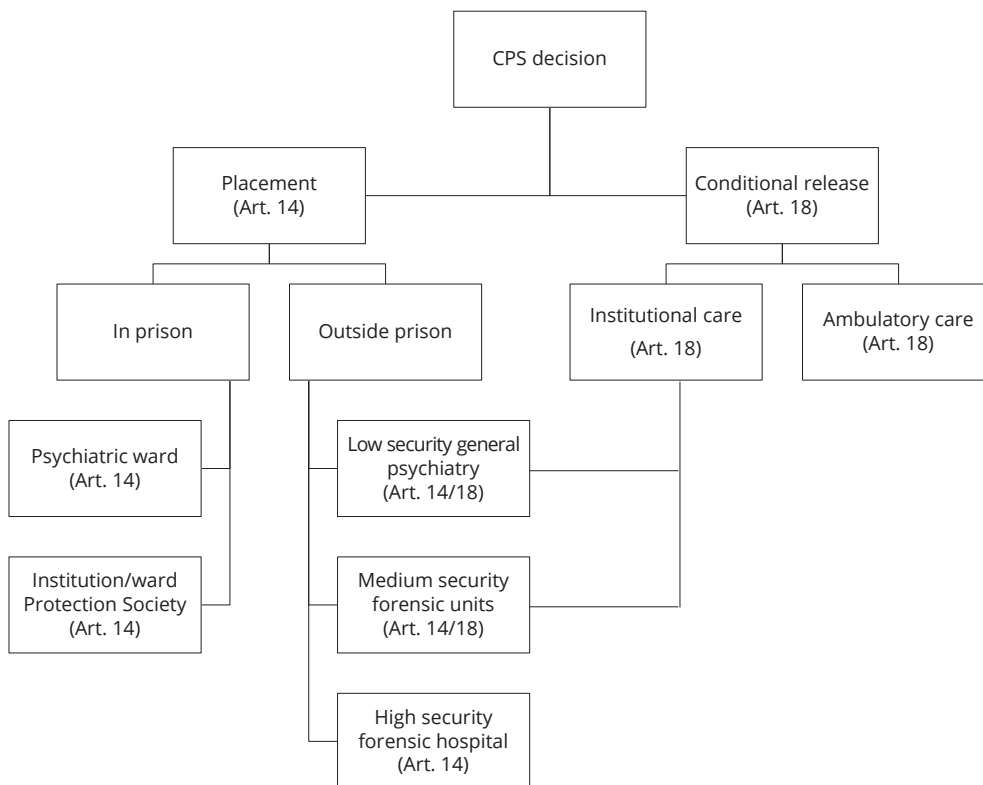 CPS decision
Placement
(Art. 14)
Conditional release
(Art. 18)
In prison
Outside prison
Institutional care
(Art. 18)
Ambulatory care
(Art. 18)
Psychiatric ward
(Art. 14)
Low security general
psychiatry
(Art. 14/18)
Institution/ward
Protection Society
(Art. 14)
Medium security
forensic units
(Art. 14/18)
High security
forensic hospital
(Art. 14)